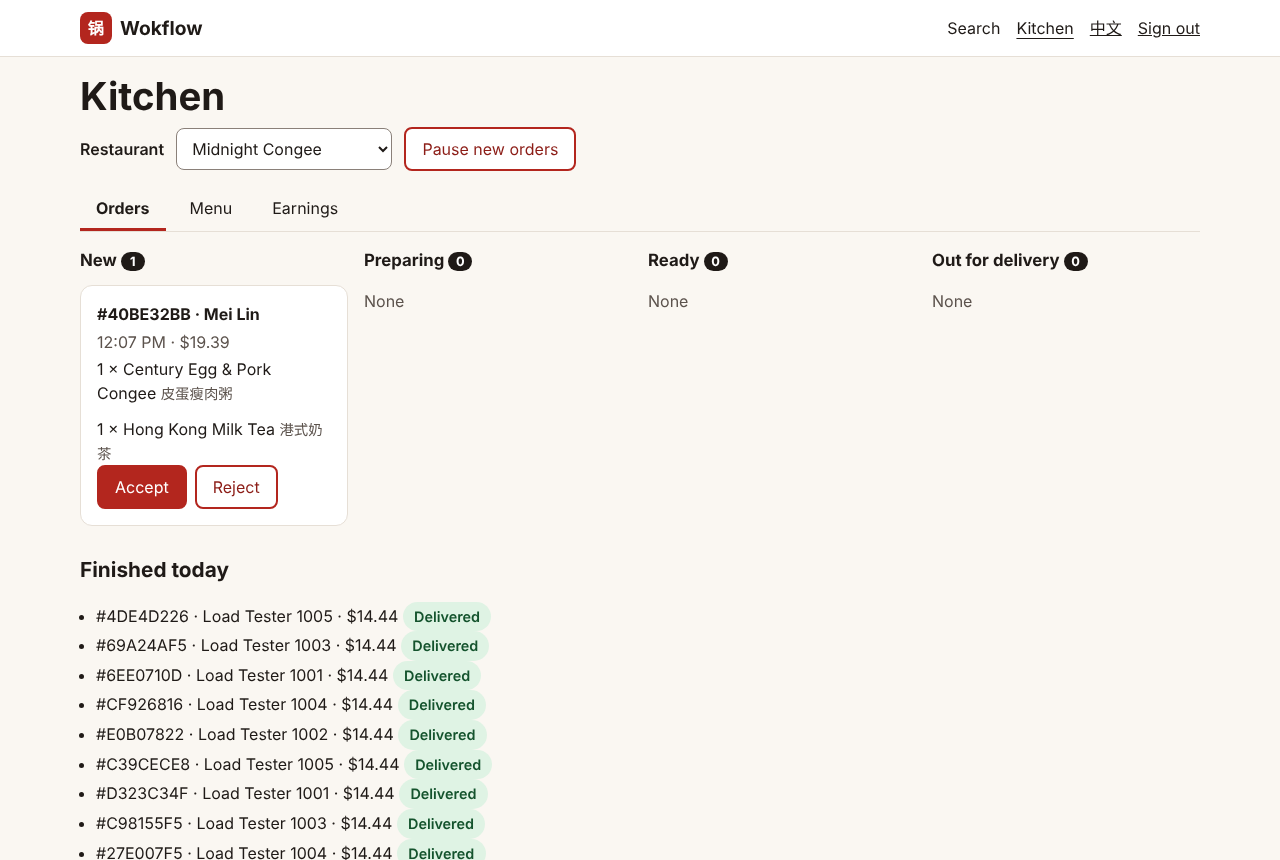 锅 Wokflow
Search Kitchen 中文 Sign out
Kitchen
Restaurant Midnight Congee Pause new orders
Orders Menu Earnings
New 1
#40BE32BB · Mei Lin
12:07 PM · $19.39
1 × Century Egg & Pork
Congee 皮蛋瘦肉粥
1 × Hong Kong Milk Tea 港式奶
茶
Accept Reject
Preparing 0
None
Ready 0
None
Out for delivery 0
None
Finished today
#4DE4D226 · Load Tester 1005 · $14.44 Delivered
#69A24AF5 · Load Tester 1003 · $14.44 Delivered
#6EE0710D · Load Tester 1001 · $14.44 Delivered
#CF926816 · Load Tester 1004 · $14.44 Delivered
#E0B07822 · Load Tester 1002 · $14.44 Delivered
#C39CECE8 · Load Tester 1005 · $14.44 Delivered
#D323C34F · Load Tester 1001 · $14.44 Delivered
#C98155F5 · Load Tester 1003 · $14.44 Delivered
#27E007F5 · Load Tester 1004 · $14.44 Delivered